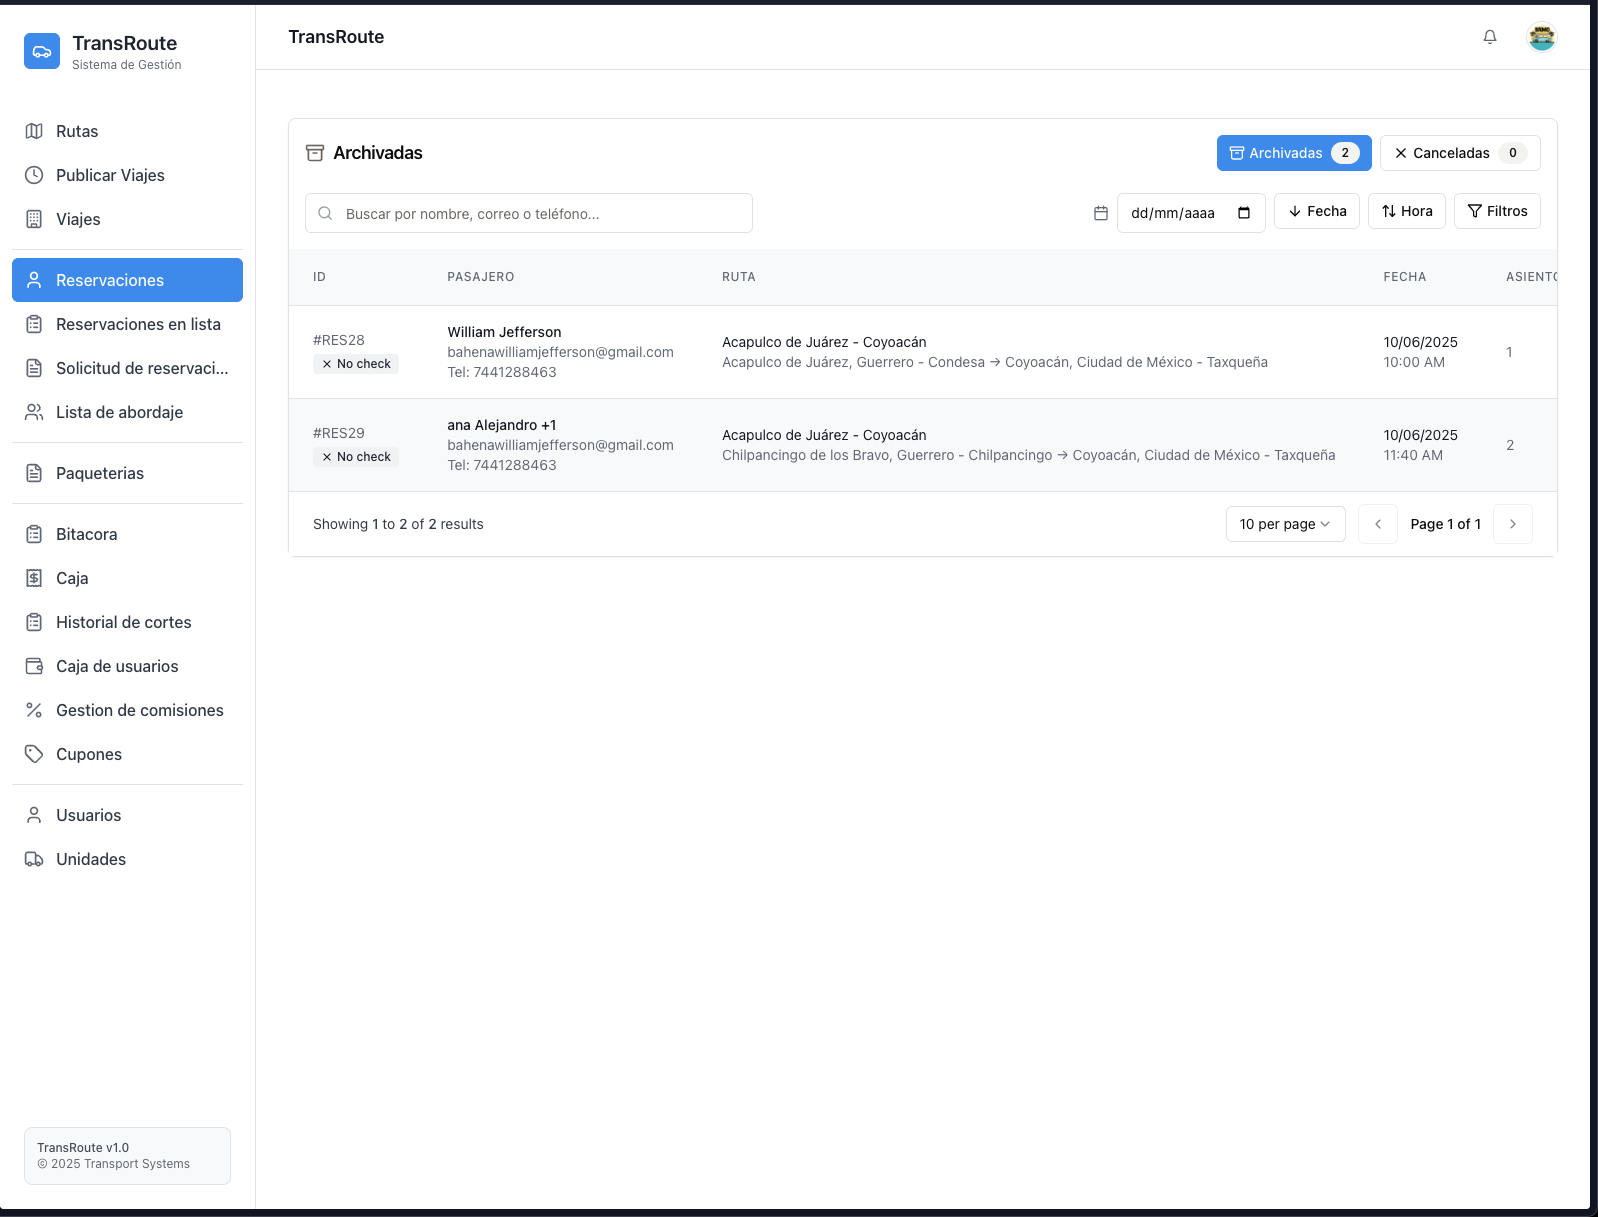 TransRoute
Sistema de Gestión
Rutas
Publicar Viajes
Viajes
Reservaciones
Reservaciones en lista
Solicitud de reservaci...
Lista de abordaje
Paqueterias
Bitacora
Caja
Historial de cortes
Caja de usuarios
Gestion de comisiones
Cupones
Usuarios
Unidades
TransRoute v1.0
© 2025 Transport Systems
TransRoute
Archivadas
Archivadas 2
Canceladas 0
Buscar por nombre, correo o teléfono...
dd/mm/aaaa
Fecha
Hora
Filtros
ID PASAJERO RUTA FECHA ASIENTO
#RES28
No check
William Jefferson
bahenawilliamjefferson@gmail.com
Tel: 7441288463
Acapulco de Juárez - Coyoacán
Acapulco de Juárez, Guerrero - Condesa → Coyoacán, Ciudad de México - Taxqueña
10/06/2025
10:00 AM
1
#RES29
No check
ana Alejandro +1
bahenawilliamjefferson@gmail.com
Tel: 7441288463
Acapulco de Juárez - Coyoacán
Chilpancingo de los Bravo, Guerrero - Chilpancingo → Coyoacán, Ciudad de México - Taxqueña
10/06/2025
11:40 AM
2
Showing 1 to 2 of 2 results
10 per page
Page 1 of 1